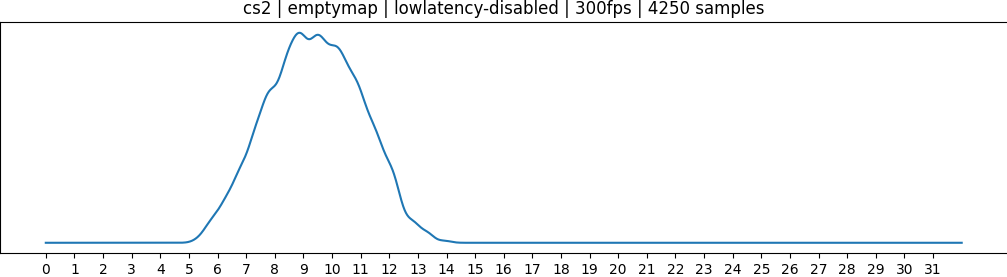 cs2 | emptymap | lowlatency-disabled | 300fps | 4250 samples
0 1 2 3 4 5 6 7 8 9 10 11 12 13 14 15 16 17 18 19 20 21 22 23 24 25 26 27 28 29 30 31